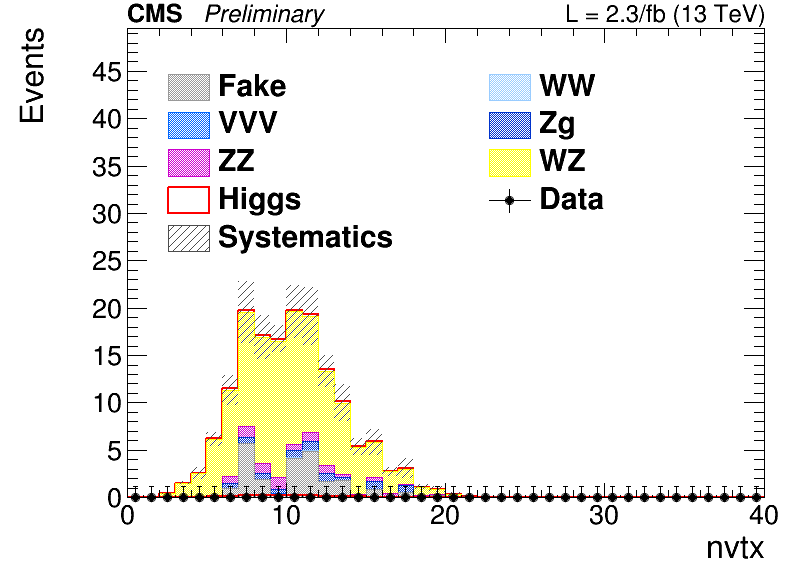 CMS Preliminary L = 2.3/fb (13 TeV)
Events
45
40
35
30
25
20
15
10
5
0
Fake WW
VVV Zg
ZZ WZ
Higgs Data
Systematics
0 10 20 30 40
nvtx